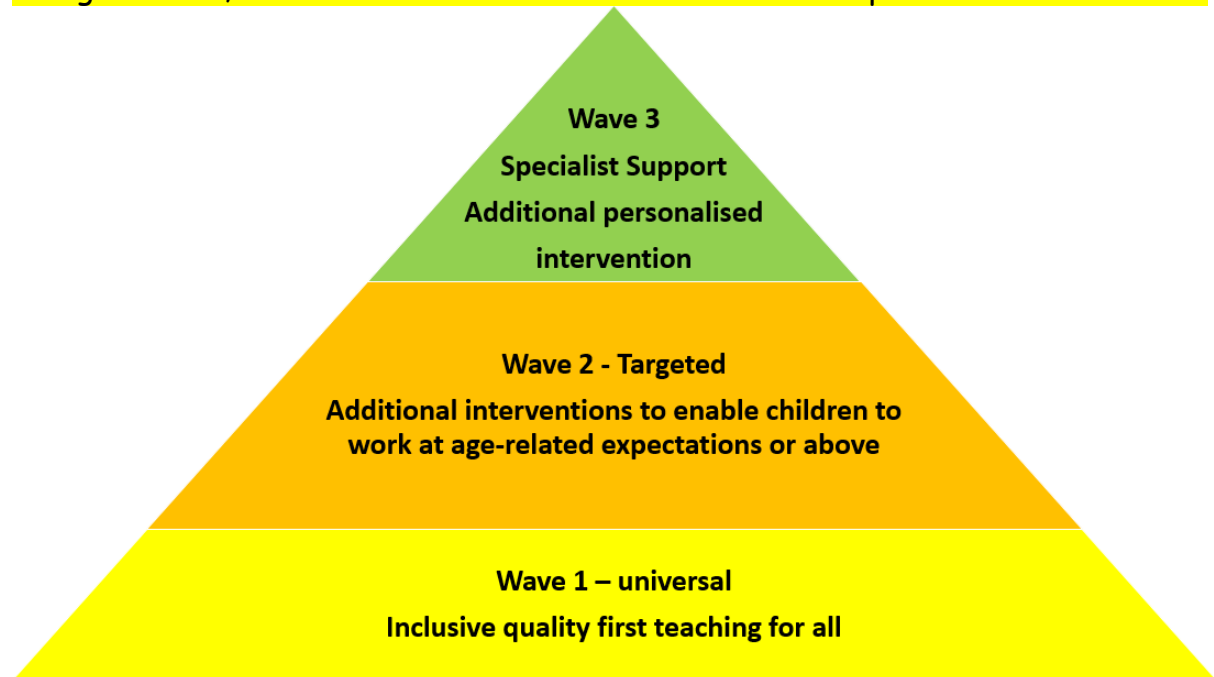 Wave 3
Specialist Support
Additional personalised
intervention
Wave 2 - Targeted
Additional interventions to enable children to
work at age-related expectations or above
Wave 1 – universal
Inclusive quality first teaching for all